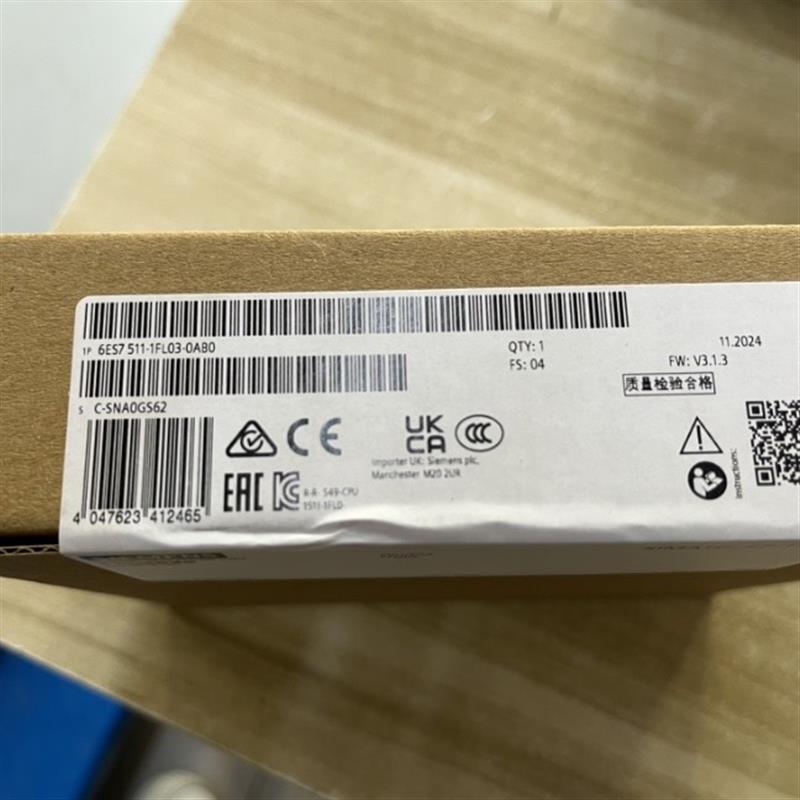 1P 6ES7 511-1FL03-0AB0
QTY: 1
11.2024
FS: 04
FW: V3.1.3
质量检验合格
S C-SNA0GS62
UK
CA
CCC
CE
Importer UK: Siemens plc,
Manchester M20 2UR
EAC
R-R- S49-CPU
1511-1FL0
Instructions:
4 047623 412465